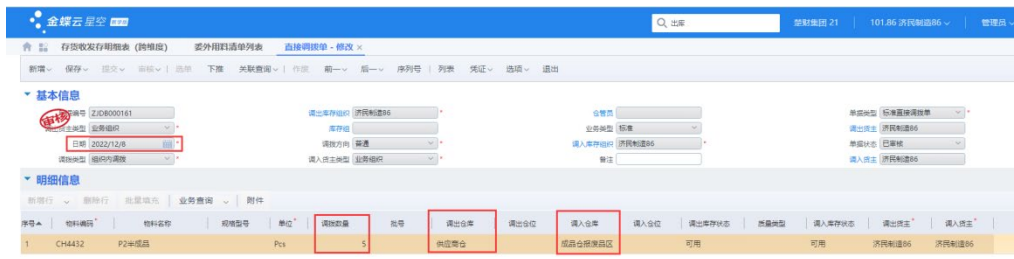 金蝶云 星空
出库
荣财集团 21 | 101.86 济民制造86 管理员
存货收发存明细表（跨维度） 委外用料清单列表 直接调拨单 - 修改 ×
新增 保存 提交 审核 选单 下推 关联查询 作废 前一 后一 序列号 列表 凭证 选项 退出
基本信息
单据编号 ZJDB000161 调出库存组织 济民制造86 * 仓管员 单据类型 标准直接调拨单 *
审核
调出货主类型 业务组织 * 库存组 业务类型 标准 调出货主 济民制造86
日期 2022/12/8 * 调拨方向 普通 * 调入库存组织 济民制造86 * 单据状态 已审核 *
调拨类型 组织内调拨 * 调入货主类型 业务组织 * 备注 调入货主 济民制造86
明细信息
新增行 删除行 批量填充 业务查询 附件
序号 物料编码* 物料名称 规格型号 单位* 调拨数量 批号 调出仓库 调出仓位 调入仓库 调入仓位 调出库存状态 质量类型 调入库存状态 调出货主* 调入货主*
1 CH4432 P2半成品 Pcs 5 供应商仓 成品仓报废品区 可用 可用 济民制造86 济民制造86